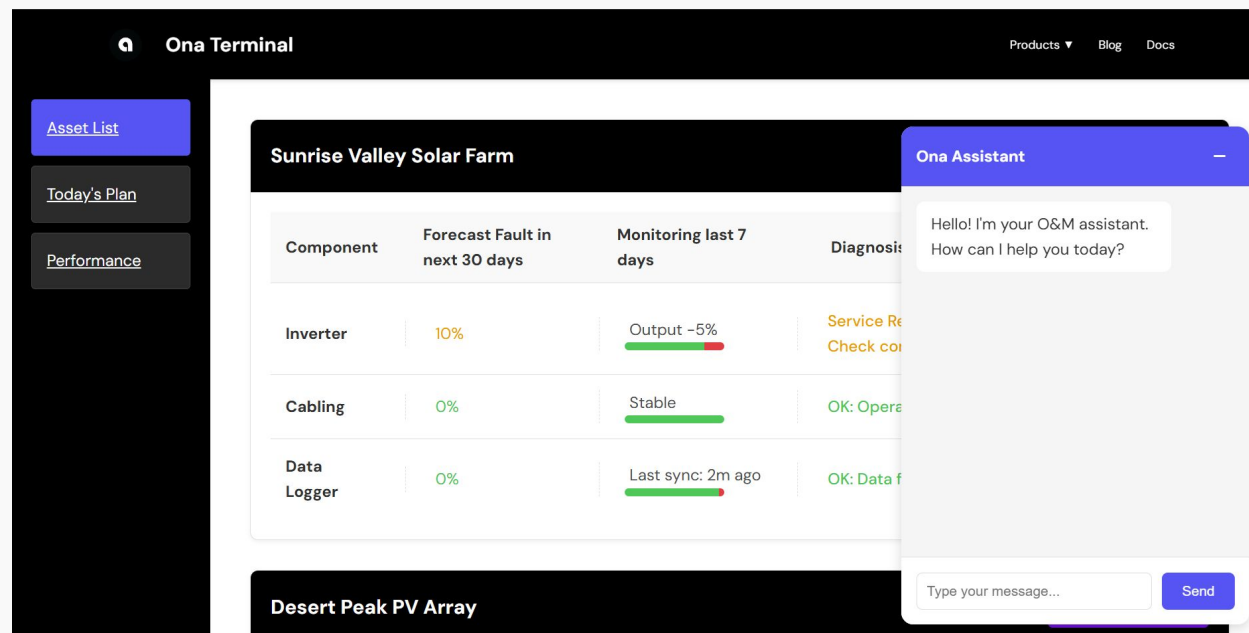 Ona Terminal
Products ▼ Blog Docs
Asset List
Today's Plan
Performance
Sunrise Valley Solar Farm
Component
Forecast Fault in
next 30 days
Monitoring last 7
days
Diagnosis
Inverter
10%
Output -5%
Service
Check
Cabling
0%
Stable
OK:
Data
Logger
0%
Last sync: 2m ago
OK: Data
Desert Peak PV Array
Ona Assistant
Hello! I'm your O&M assistant.
How can I help you today?
Type your message...
Send